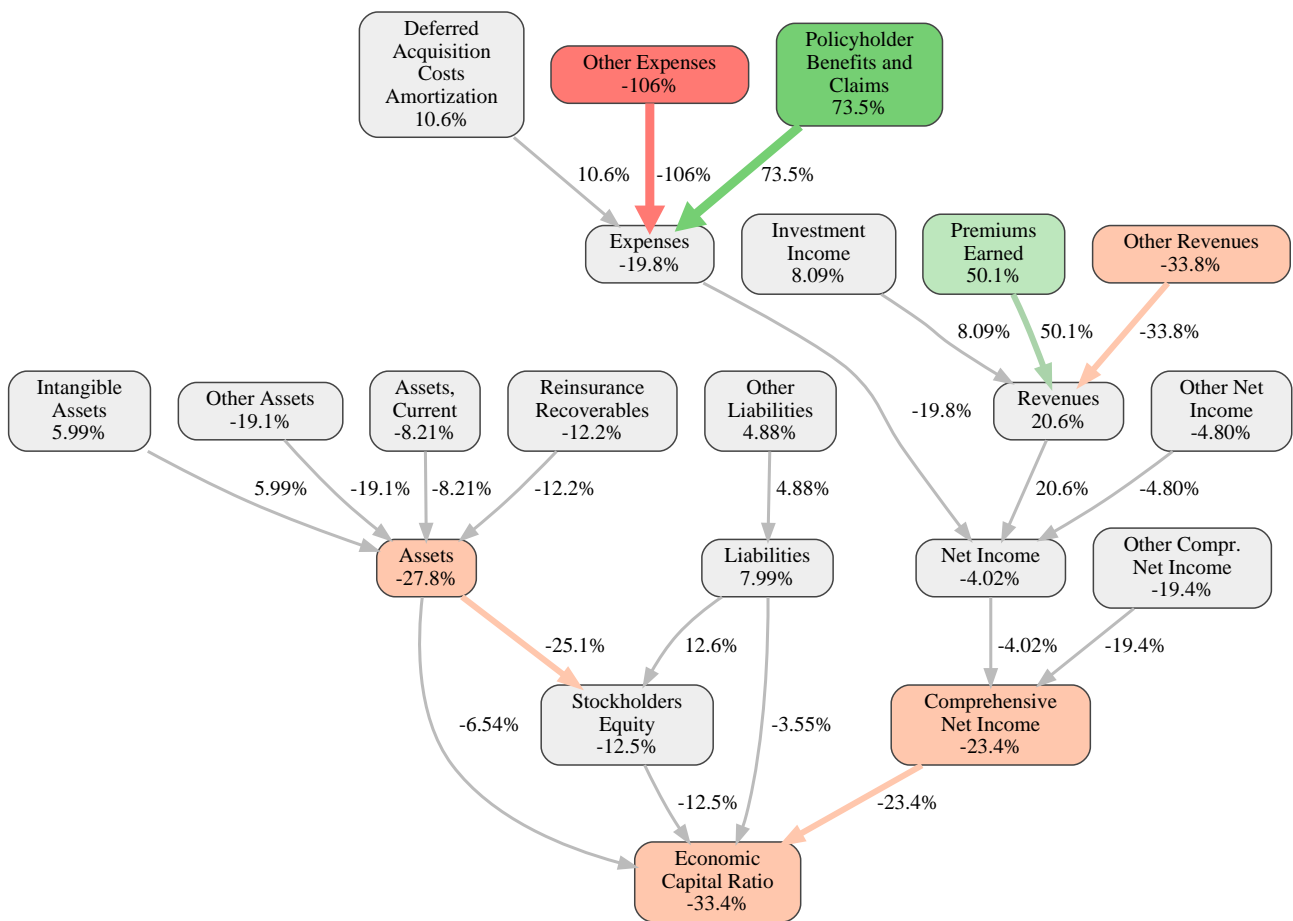 Deferred
Acquisition
Costs
Amortization
10.6%
Other Expenses
-106%
Policyholder
Benefits and
Claims
73.5%
10.6%
-106%
73.5%
Expenses
-19.8%
Investment
Income
8.09%
Premiums
Earned
50.1%
Other Revenues
-33.8%
8.09%
50.1%
-33.8%
Intangible
Assets
5.99%
Other Assets
-19.1%
Assets,
Current
-8.21%
Reinsurance
Recoverables
-12.2%
Other
Liabilities
4.88%
-19.8%
Revenues
20.6%
Other Net
Income
-4.80%
5.99%
-19.1%
-8.21%
-12.2%
4.88%
20.6%
-4.80%
Assets
-27.8%
Liabilities
7.99%
Net Income
-4.02%
Other Compr.
Net Income
-19.4%
-25.1%
12.6%
-4.02%
-19.4%
-6.54%
Stockholders
Equity
-12.5%
-3.55%
Comprehensive
Net Income
-23.4%
-12.5%
-23.4%
Economic
Capital Ratio
-33.4%